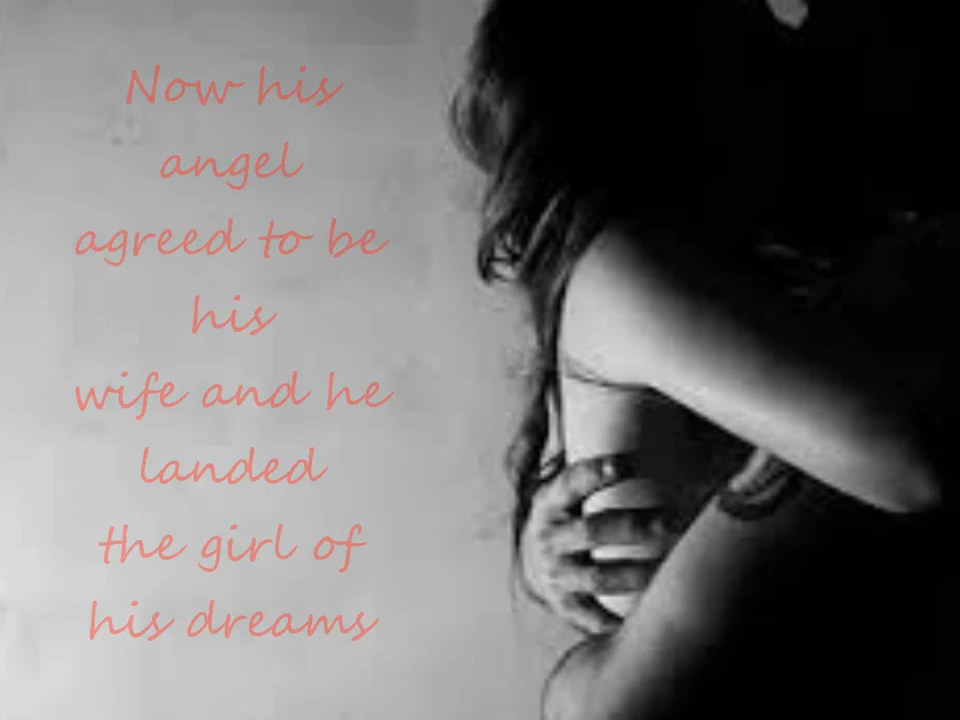 Now his
angel
agreed to be
his
wife and he
landed
the girl of
his dreams